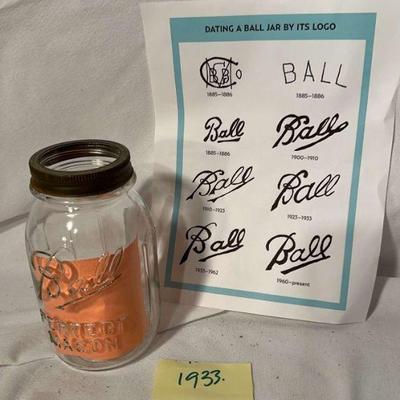 DATING A BALL JAR BY ITS LOGO
BALL
1885-1886
1885-1886
Ball
Ball
1885-1886
1900-1910
Ball
Ball
1910-1923
1923-1933
Ball
Ball
1933-1962
1960-present
Ball
PERFECT
MASON
1933.